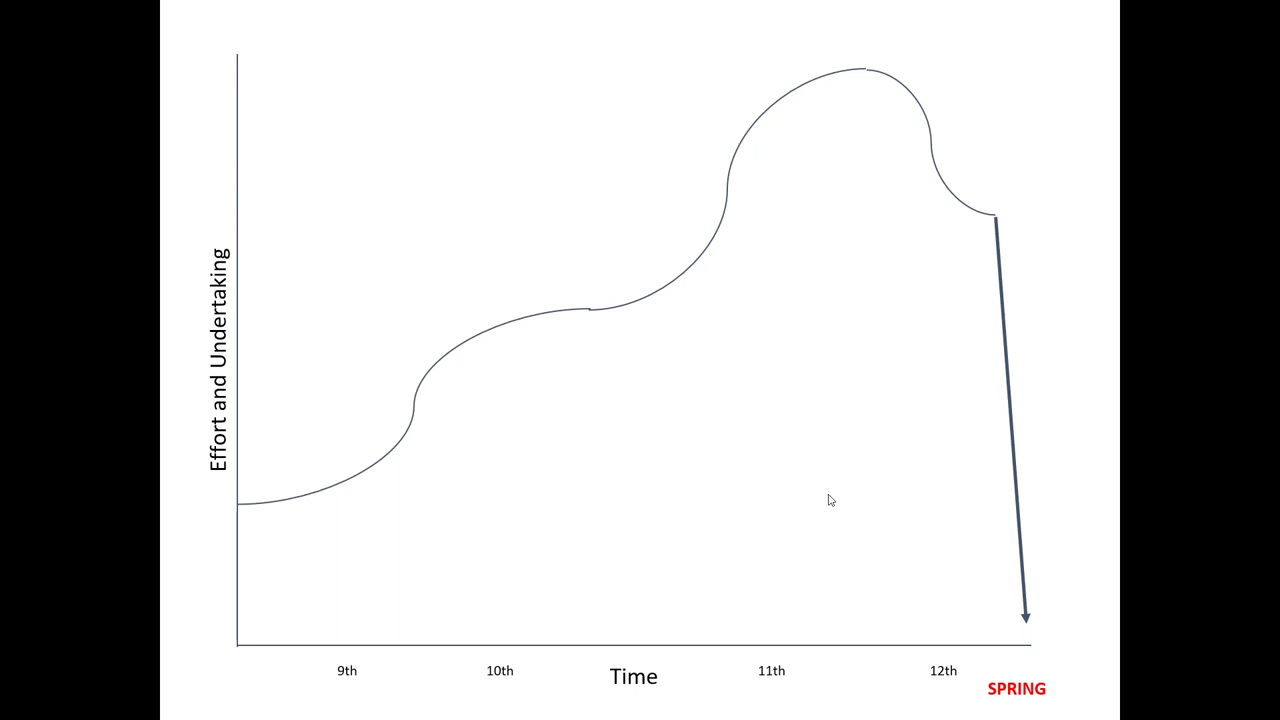 Effort and Undertaking
9th
10th
Time
11th
12th
SPRING